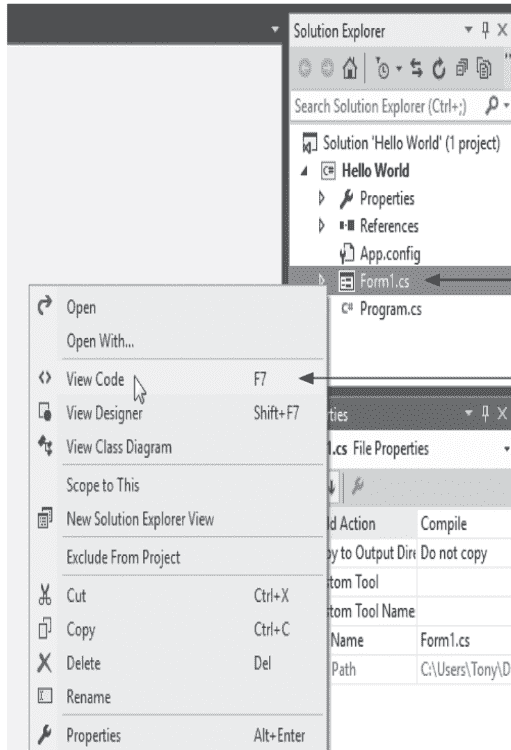 Solution Explorer
Search Solution Explorer (Ctrl+;)
Solution 'Hello World' (1 project)
C# Hello World
Properties
References
App.config
Form1.cs
C# Program.cs
Open
Open With...
View Code F7
View Designer Shift+F7
View Class Diagram
Scope to This
New Solution Explorer View
Exclude From Project
Cut Ctrl+X
Copy Ctrl+C
Delete Del
Rename
Properties Alt+Enter
rties
1.cs File Properties
ld Action Compile
py to Output Dire Do not copy
stom Tool
stom Tool Name
Name Form1.cs
Path C:\Users\Tony\D